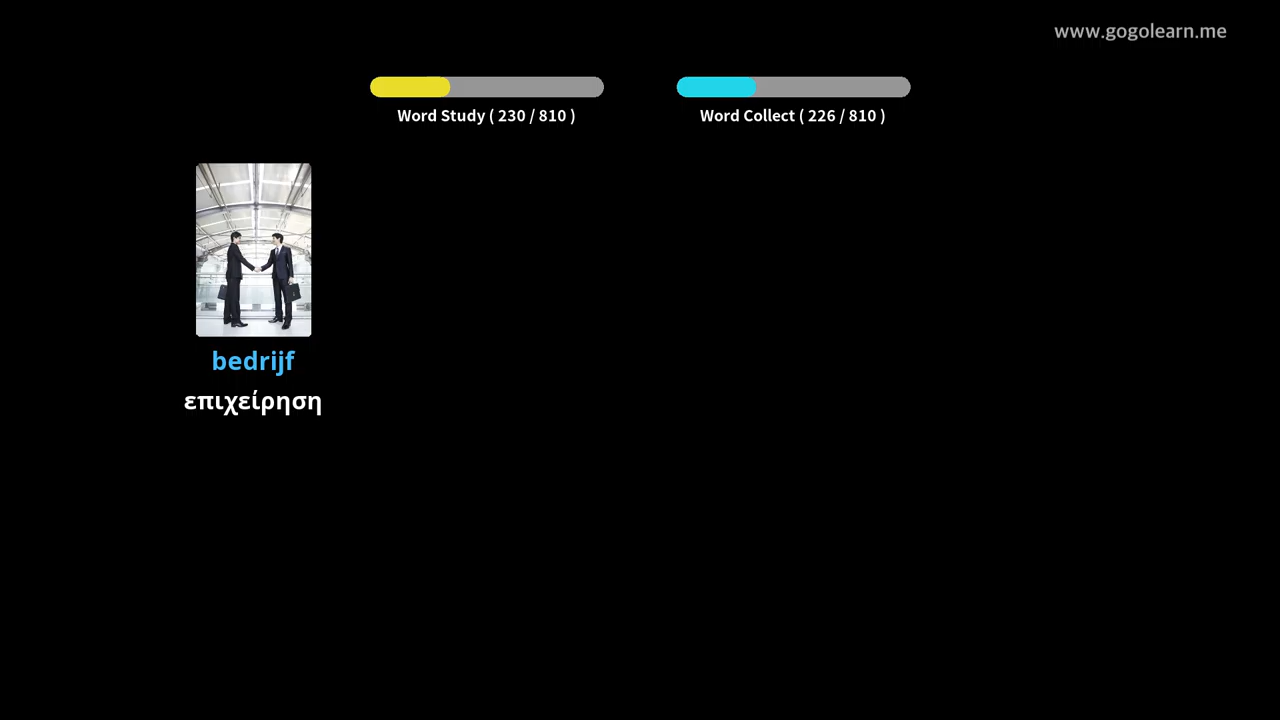 www.gogolearn.me
Word Study ( 230 / 810 )
Word Collect ( 226 / 810 )
bedrijf
επιχείρηση